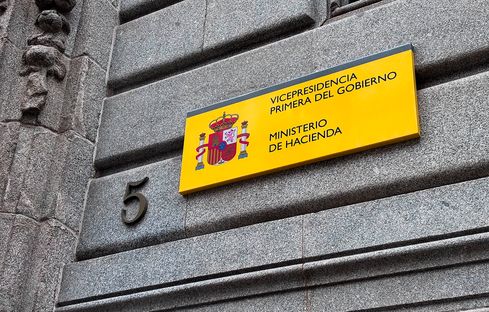 VICEPRESIDENCIA
PRIMERA DEL GOBIERNO
MINISTERIO
DE HACIENDA
5